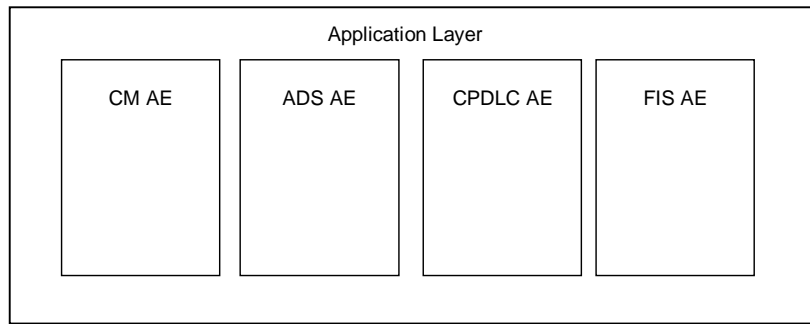 Application Layer
CM AE
ADS AE
CPDLC AE
FIS AE